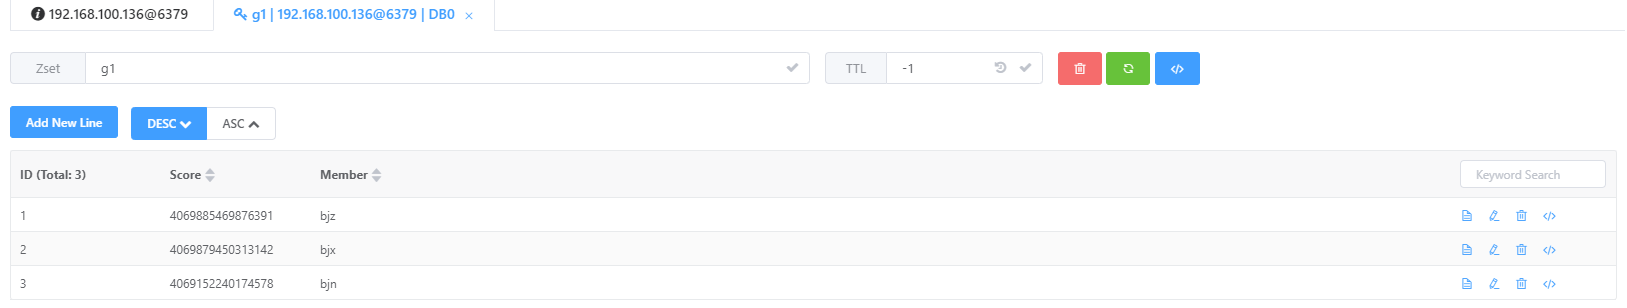 192.168.100.136@6379 g1 | 192.168.100.136@6379 | DB0
Zset g1 TTL -1
Add New Line DESC ASC
ID (Total: 3) Score Member Keyword Search
1 4069885469876391 bjz
2 4069879450313142 bjx
3 4069152240174578 bjn